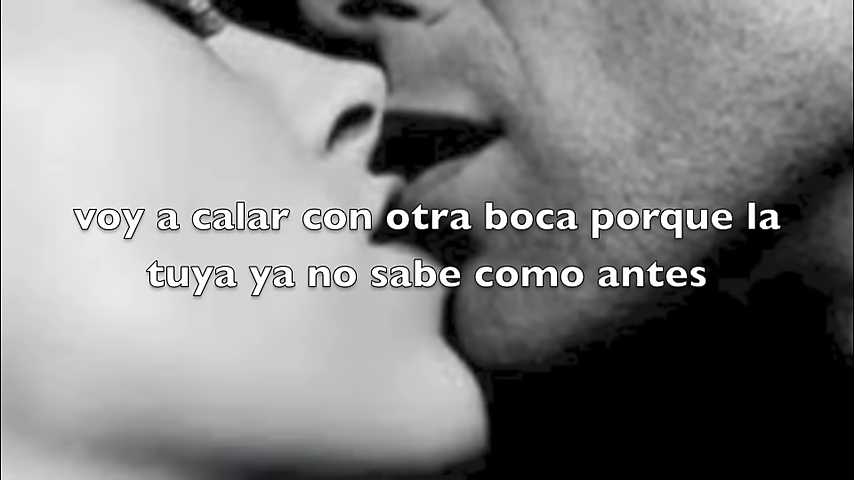 voy a calar con otra boca porque la
tuya ya no sabe como antes